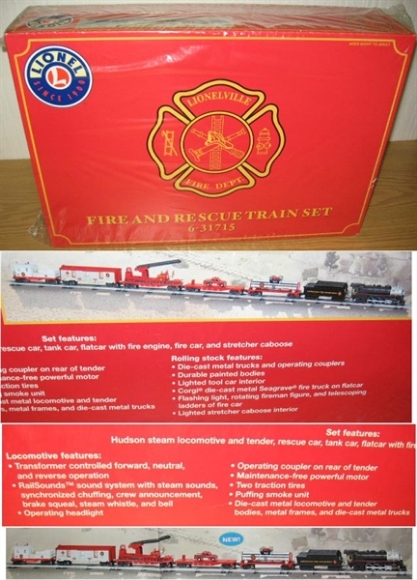 LIONEL
L
SINCE 1900
LIONELVILLE
FIRE DEPT.
FIRE AND RESCUE TRAIN SET
6-31715
Set features:
rescue car, tank car, flatcar with fire engine, fire car, and stretcher caboose
ng coupler on rear of tender
nance-free powerful motor
ction tires
smoke unit
st metal locomotive and tender
s, metal frames, and die-cast metal trucks
Rolling stock features:
• Die-cast metal trucks and operating couplers
• Durable painted bodies
• Lighted tool car interior
• Corgi® die-cast metal Seagrave® fire truck on flatcar
• Flashing light, rotating fireman figure, and telescoping
ladders of fire car
• Lighted stretcher caboose interior
Set features:
Hudson steam locomotive and tender, rescue car, tank car, flatcar with fire
Locomotive features:
• Transformer controlled forward, neutral,
and reverse operation
• RailSounds™ sound system with steam sounds,
synchronized chuffing, crew announcement,
brake squeal, steam whistle, and bell
• Operating headlight
• Operating coupler on rear of tender
• Maintenance-free powerful motor
• Two traction tires
• Puffing smoke unit
• Die-cast metal locomotive and tender
bodies, metal frames, and die-cast metal trucks
NEW!